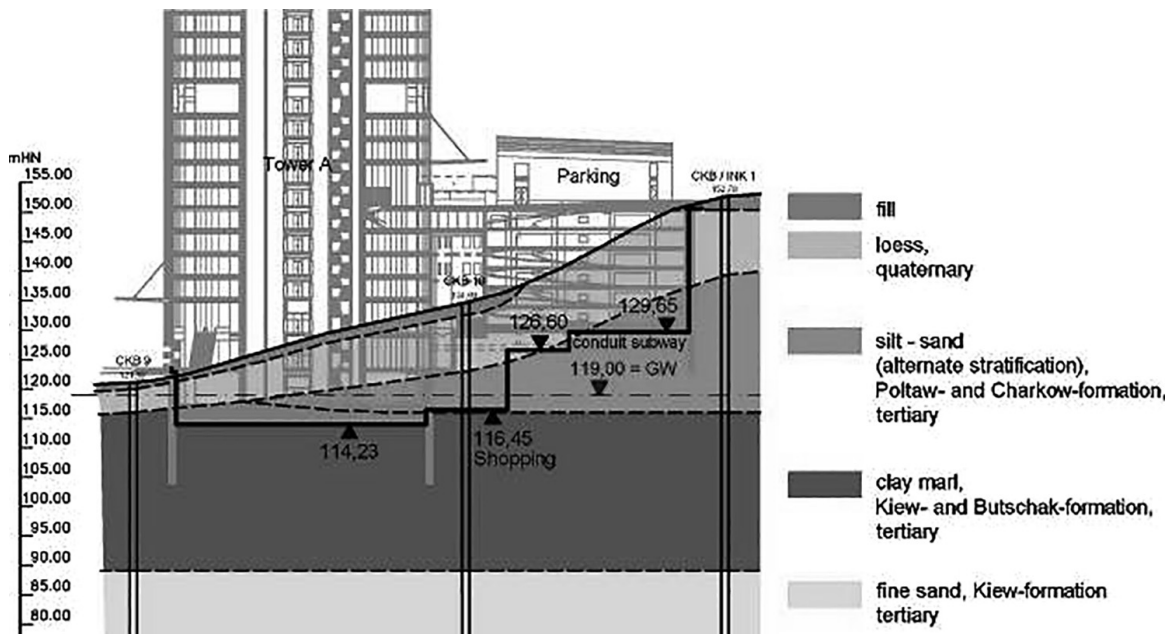 mHN
155.00
150.00
145.00
140.00
135.00
130.00
125.00
120.00
115.00
110.00
105.00
100.00
95.00
90.00
85.00
80.00
Tower A
Parking
CKB / INK 1
CKB 10
CKB 9
129,65
126,60
conduit subway
119,00 = GW
114,23
116,45
Shopping
fill
loess,
quaternary
silt - sand
(alternate stratification),
Poltaw- and Charkow-formation,
tertiary
clay marl,
Kiew- and Butschak-formation,
tertiary
fine sand, Kiew-formation
tertiary